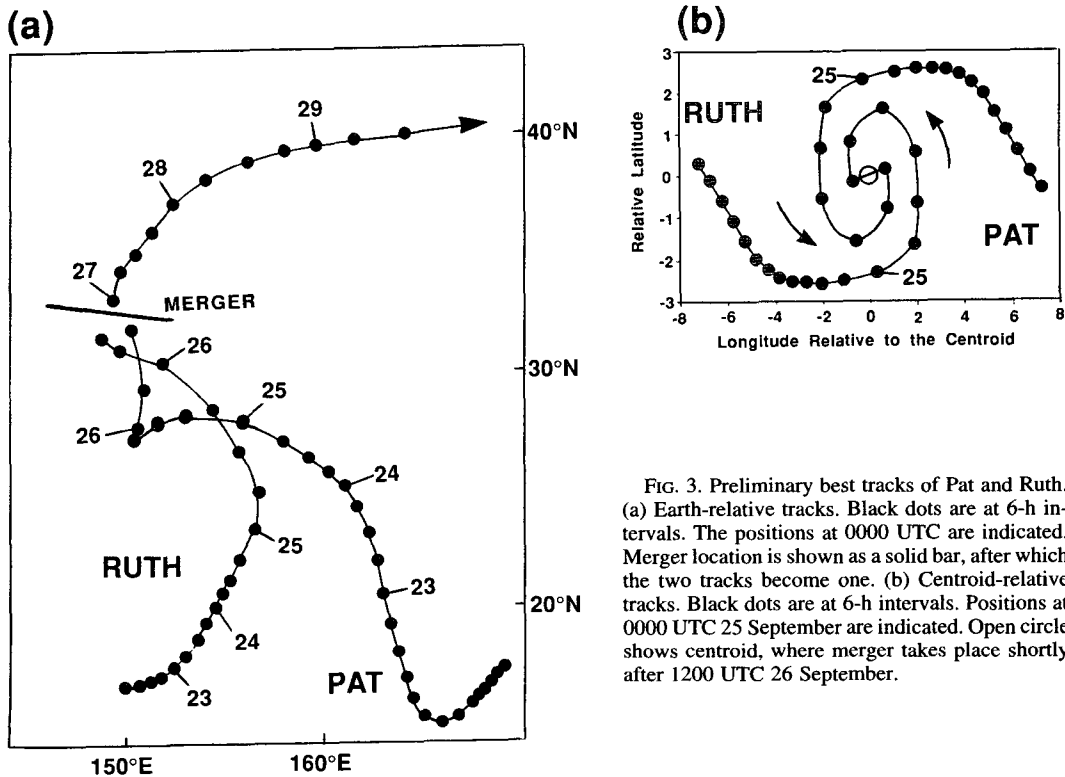 (a)
29
40°N
28
27
MERGER
26
30°N
25
26
24
25
RUTH
23
20°N
24
PAT
23
150°E
160°E
(b)
3
25
2
RUTH
1
0
-1
PAT
-2
25
-3
-8
-6
-4
-2
0
2
4
6
8
Relative Latitude
Longitude Relative to the Centroid
FIG. 3. Preliminary best tracks of Pat and Ruth.
(a) Earth-relative tracks. Black dots are at 6-h in-
tervals. The positions at 0000 UTC are indicated.
Merger location is shown as a solid bar, after which
the two tracks become one. (b) Centroid-relative
tracks. Black dots are at 6-h intervals. Positions at
0000 UTC 25 September are indicated. Open circle
shows centroid, where merger takes place shortly
after 1200 UTC 26 September.